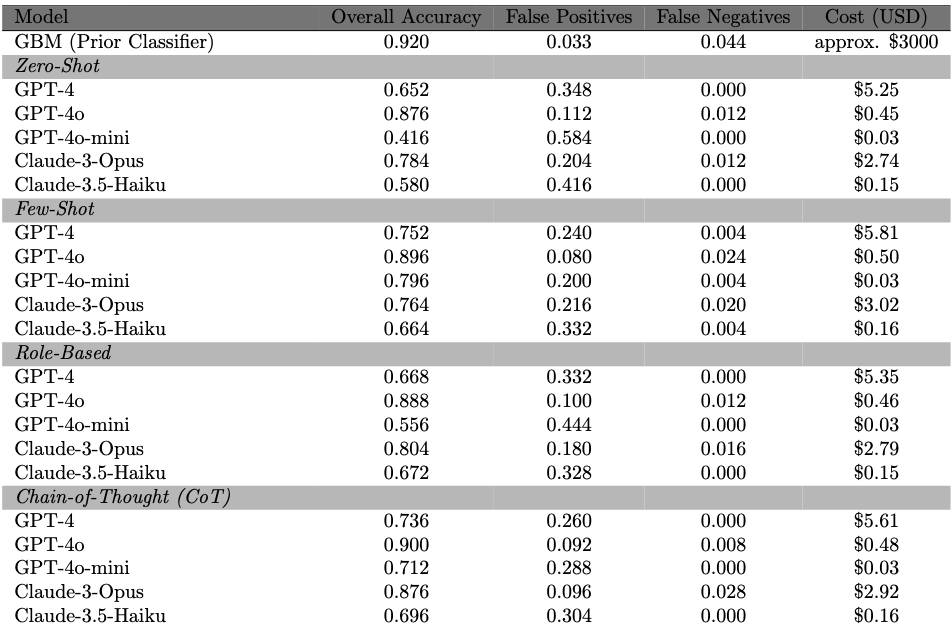 Model Overall Accuracy False Positives False Negatives Cost (USD)
GBM (Prior Classifier) 0.920 0.033 0.044 approx. $3000
Zero-Shot
GPT-4 0.652 0.348 0.000 $5.25
GPT-4o 0.876 0.112 0.012 $0.45
GPT-4o-mini 0.416 0.584 0.000 $0.03
Claude-3-Opus 0.784 0.204 0.012 $2.74
Claude-3.5-Haiku 0.580 0.416 0.000 $0.15
Few-Shot
GPT-4 0.752 0.240 0.004 $5.81
GPT-4o 0.896 0.080 0.024 $0.50
GPT-4o-mini 0.796 0.200 0.004 $0.03
Claude-3-Opus 0.764 0.216 0.020 $3.02
Claude-3.5-Haiku 0.664 0.332 0.004 $0.16
Role-Based
GPT-4 0.668 0.332 0.000 $5.35
GPT-4o 0.888 0.100 0.012 $0.46
GPT-4o-mini 0.556 0.444 0.000 $0.03
Claude-3-Opus 0.804 0.180 0.016 $2.79
Claude-3.5-Haiku 0.672 0.328 0.000 $0.15
Chain-of-Thought (CoT)
GPT-4 0.736 0.260 0.000 $5.61
GPT-4o 0.900 0.092 0.008 $0.48
GPT-4o-mini 0.712 0.288 0.000 $0.03
Claude-3-Opus 0.876 0.096 0.028 $2.92
Claude-3.5-Haiku 0.696 0.304 0.000 $0.16